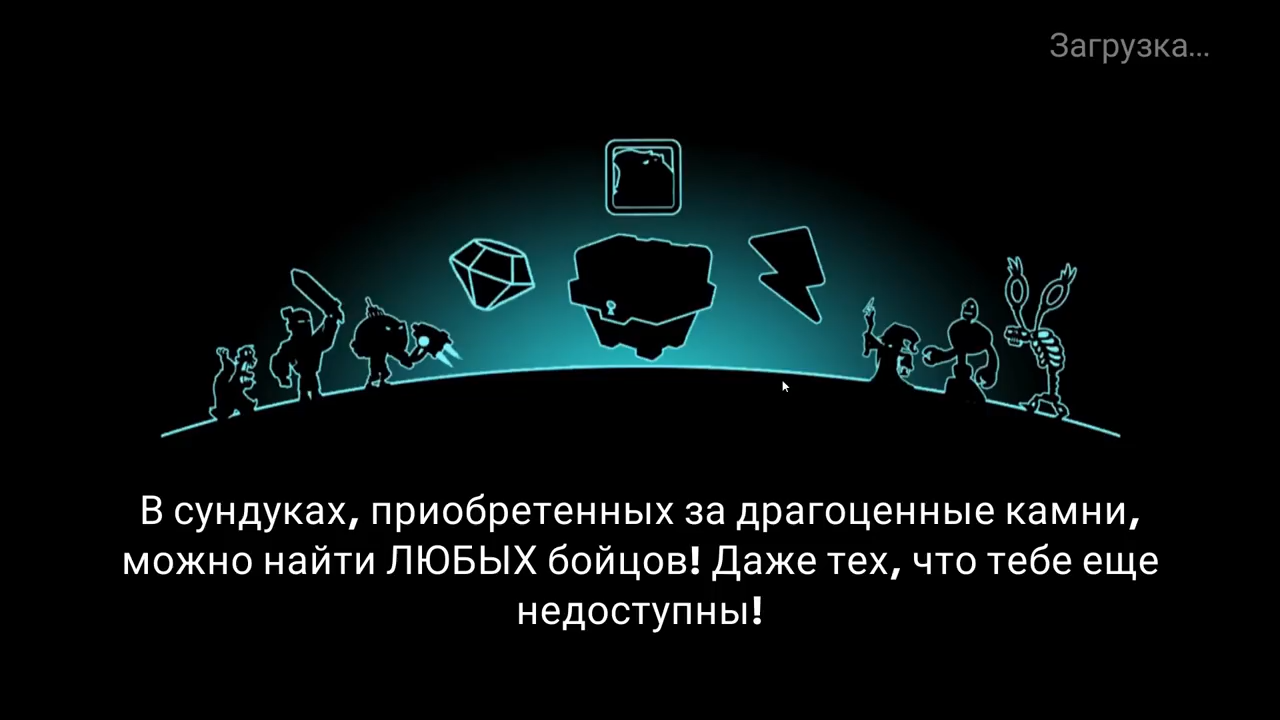 Загрузка...
В сундуках, приобретенных за драгоценные камни,
можно найти ЛЮБЫХ бойцов! Даже тех, что тебе еще
недоступны!